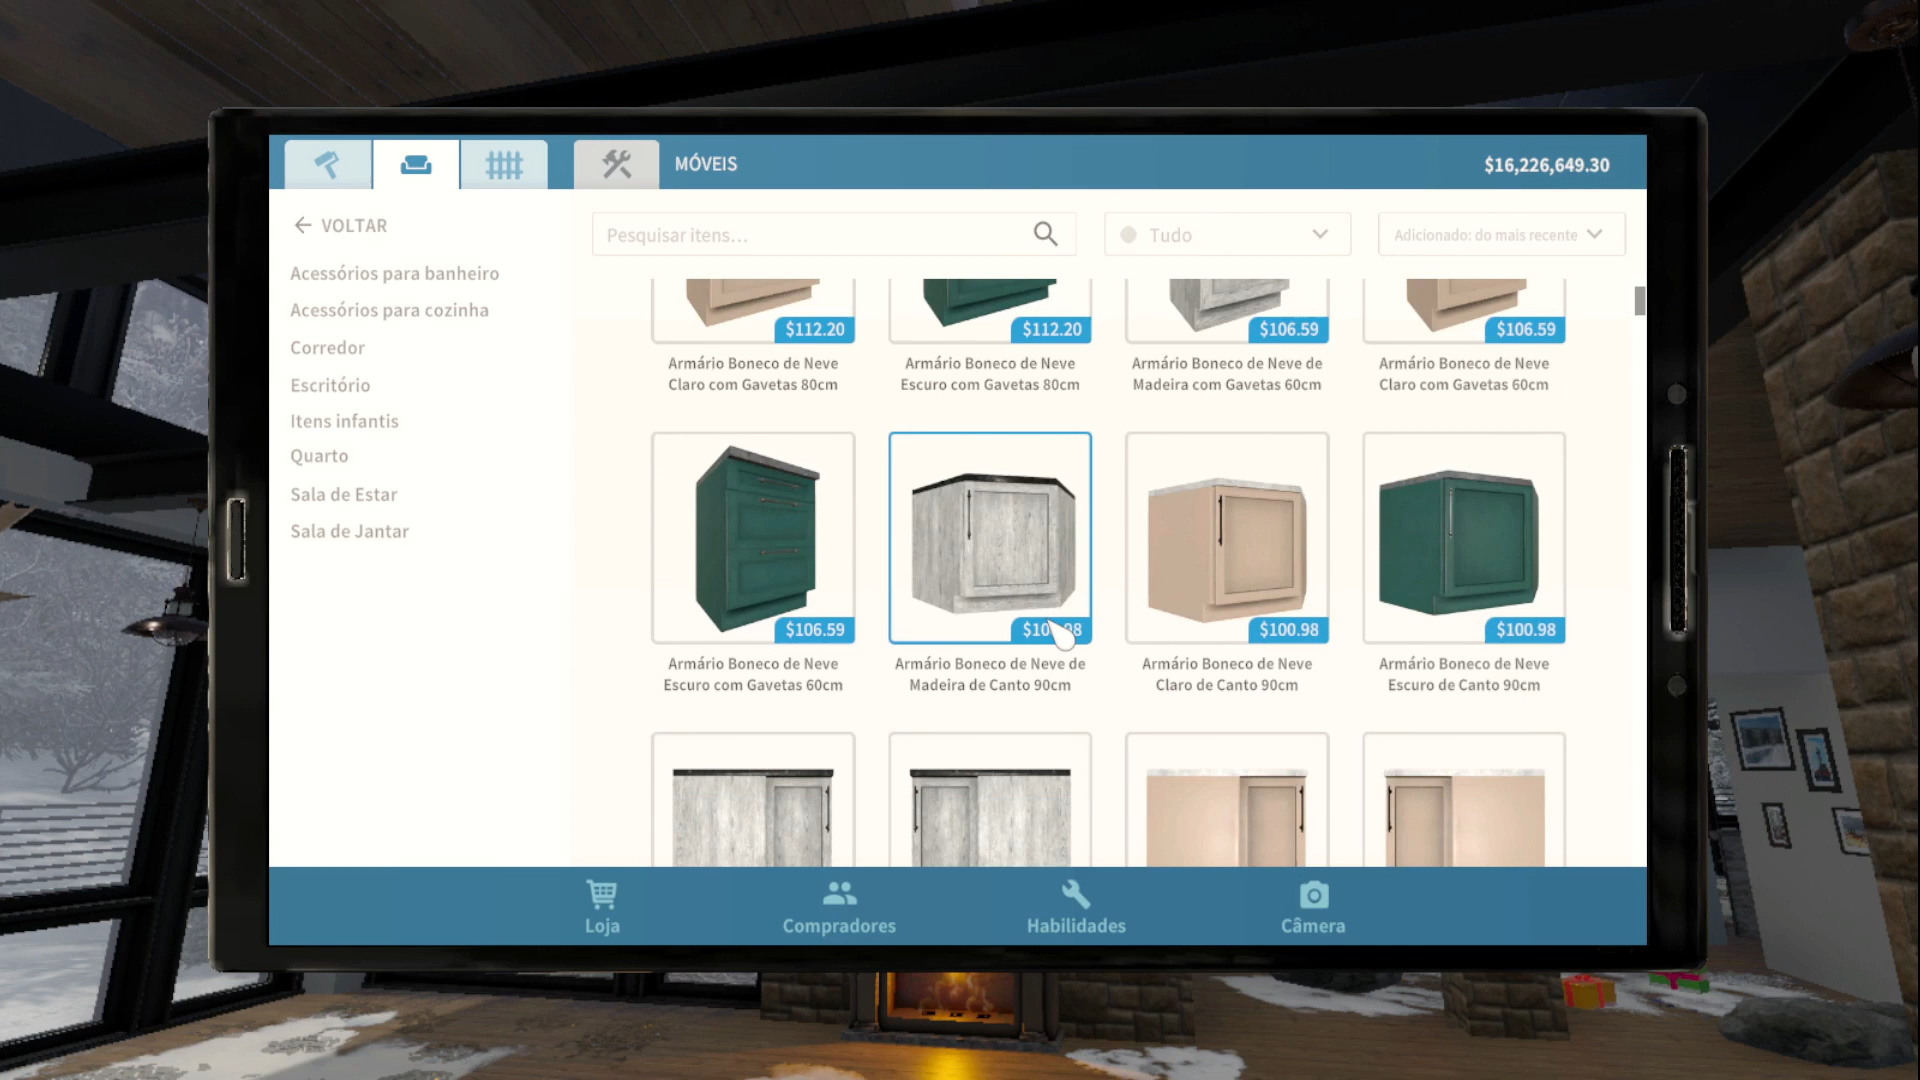 MÓVEIS
$16,226,649.30
VOLTAR
Acessórios para banheiro
Acessórios para cozinha
Corredor
Escritório
Itens infantis
Quarto
Sala de Estar
Sala de Jantar
Pesquisar itens...
Tudo
Adicionado: do mais recente
$112.20
$112.20
$106.59
$106.59
Armário Boneco de Neve
Claro com Gavetas 80cm
Armário Boneco de Neve
Escuro com Gavetas 80cm
Armário Boneco de Neve de
Madeira com Gavetas 60cm
Armário Boneco de Neve
Claro com Gavetas 60cm
$106.59
$100.98
$100.98
Armário Boneco de Neve
Escuro com Gavetas 60cm
Armário Boneco de Neve de
Madeira de Canto 90cm
Armário Boneco de Neve
Claro de Canto 90cm
Armário Boneco de Neve
Escuro de Canto 90cm
Loja
Compradores
Habilidades
Câmera